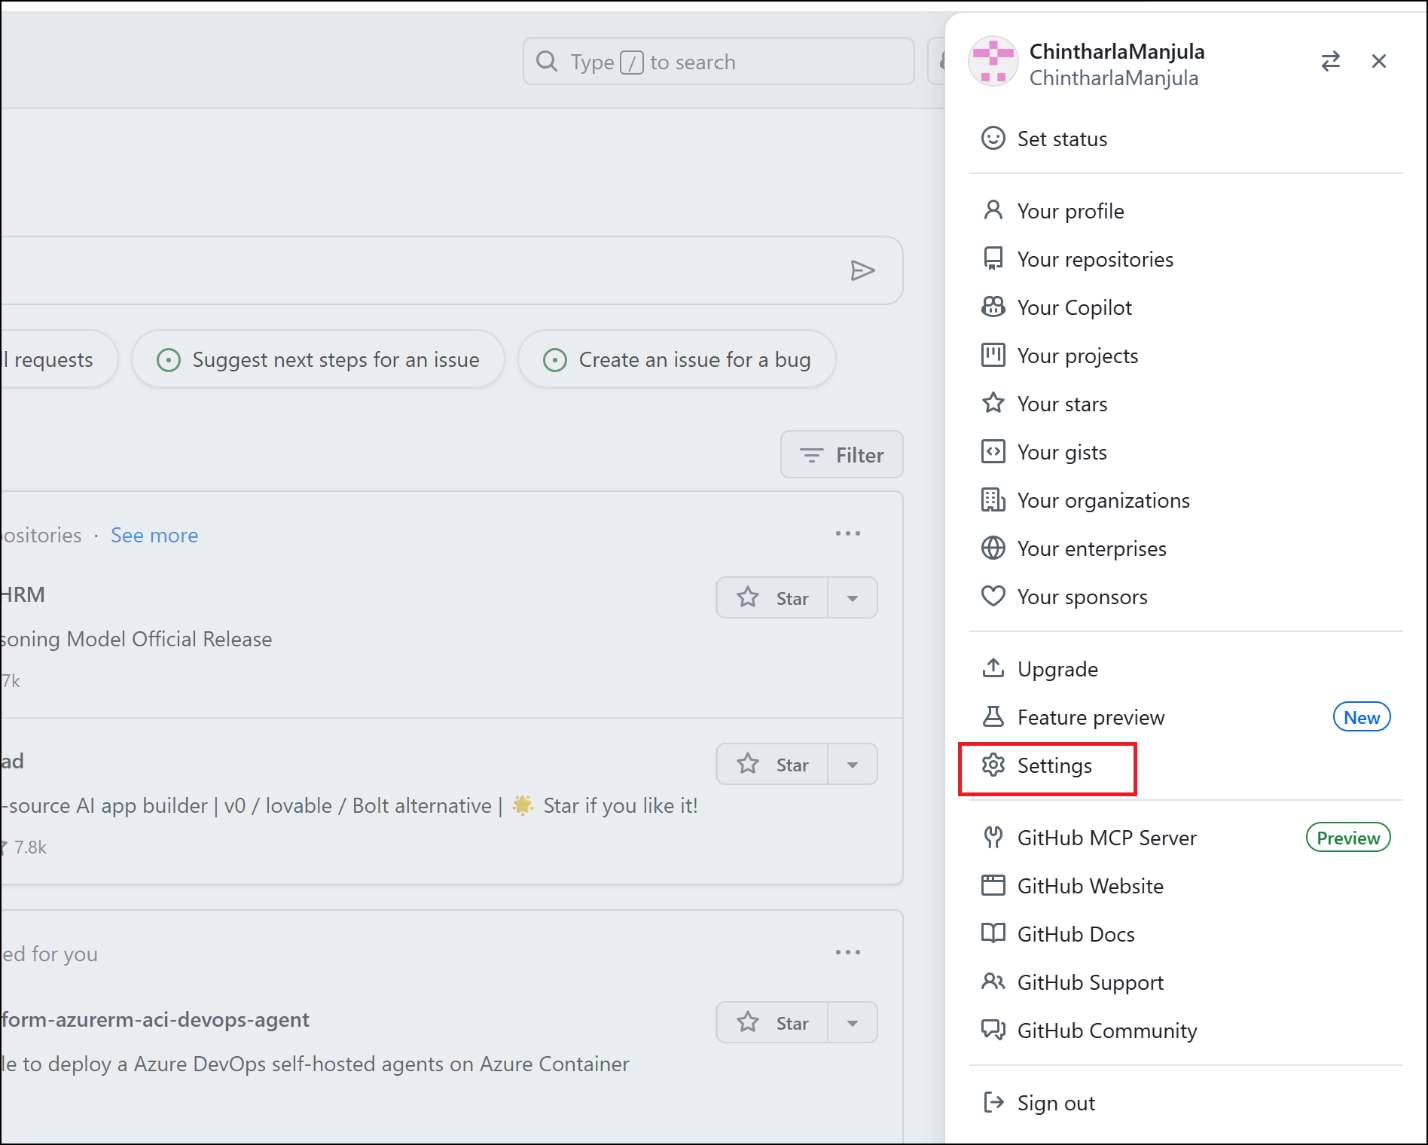 Type / to search
l requests
Suggest next steps for an issue
Create an issue for a bug
Filter
ositories · See more
HRM
Star
soning Model Official Release
7k
ad
Star
-source AI app builder | v0 / lovable / Bolt alternative | 🌟 Star if you like it!
7.8k
ed for you
form-azurerm-aci-devops-agent
Star
le to deploy a Azure DevOps self-hosted agents on Azure Container
ChintharlaManjula
ChintharlaManjula
Set status
Your profile
Your repositories
Your Copilot
Your projects
Your stars
Your gists
Your organizations
Your enterprises
Your sponsors
Upgrade
Feature preview New
Settings
GitHub MCP Server Preview
GitHub Website
GitHub Docs
GitHub Support
GitHub Community
Sign out